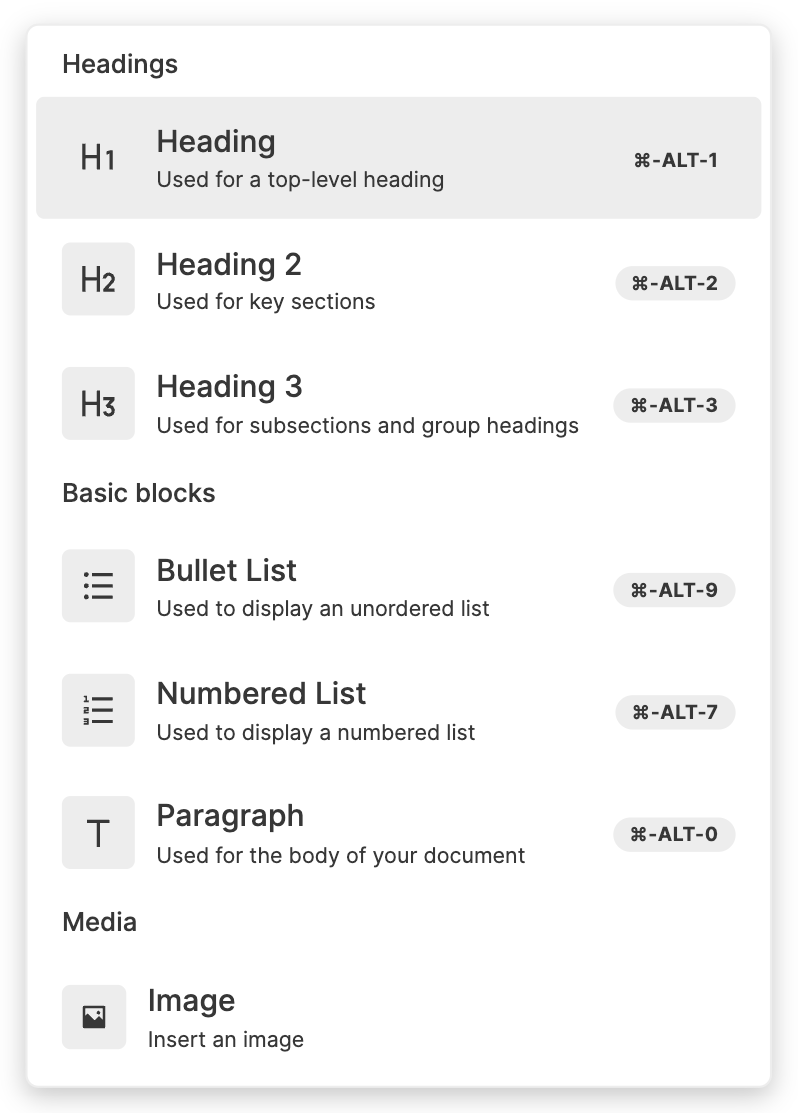 Headings
H1 Heading ⌘-ALT-1
Used for a top-level heading
H2 Heading 2 ⌘-ALT-2
Used for key sections
H3 Heading 3 ⌘-ALT-3
Used for subsections and group headings
Basic blocks
Bullet List ⌘-ALT-9
Used to display an unordered list
1 2 3 Numbered List ⌘-ALT-7
Used to display a numbered list
T Paragraph ⌘-ALT-0
Used for the body of your document
Media
Image
Insert an image